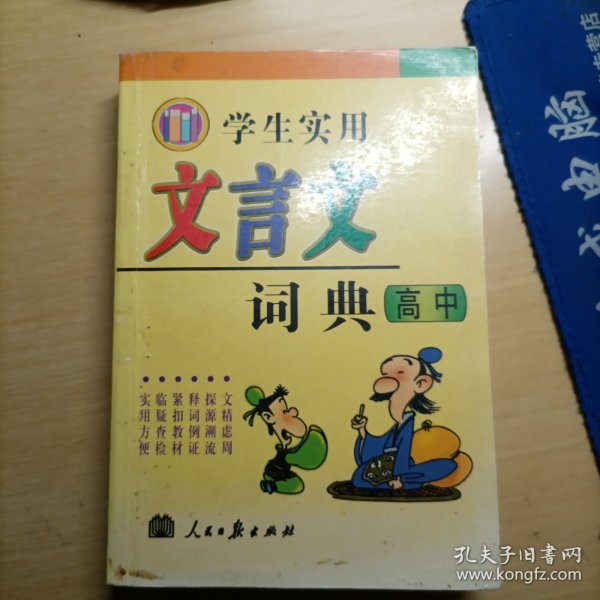 学生实用
文言文
词典
高中
文精虑周
探源溯流
释词例证
紧扣教材
临疑查检
实用方便
人民日报出版社
电脑
孔夫子旧书网
www.kongfz.com